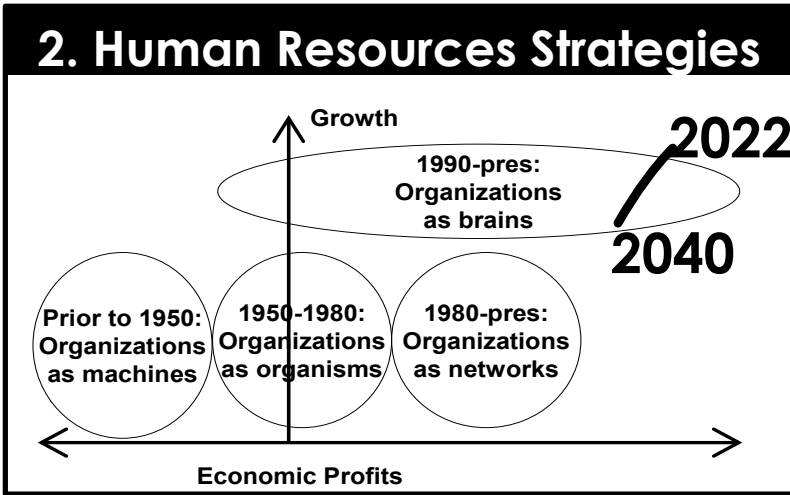 2. Human Resources Strategies
Growth
2022
1990-pres:
Organizations
as brains
2040
Prior to 1950:
Organizations
as machines
1950-1980:
Organizations
as organisms
1980-pres:
Organizations
as networks
Economic Profits